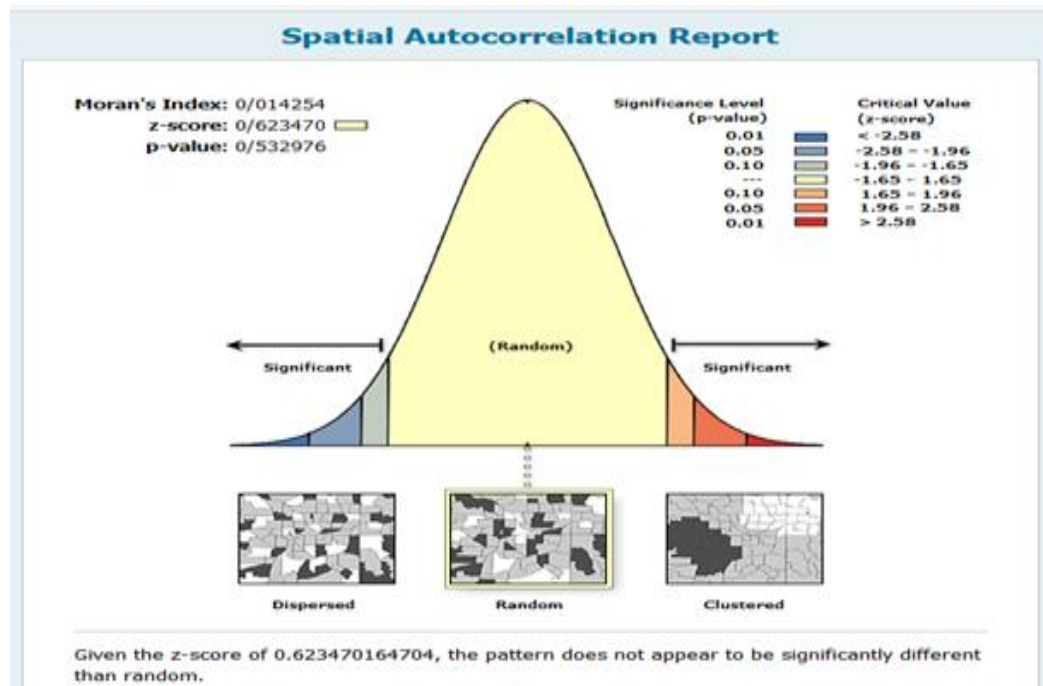 Spatial Autocorrelation Report
Moran's Index: 0/014254
z-score: 0/623470
p-value: 0/532976
Significance Level (p-value)
0.01
0.05
0.10
---
0.10
0.05
0.01
Critical Value (z-score)
< -2.58
-2.58 - -1.96
-1.96 - -1.65
-1.65 - 1.65
1.65 - 1.96
1.96 - 2.58
> 2.58
Significant
(Random)
Significant
Dispersed
Random
Clustered
Given the z-score of 0.623470164704, the pattern does not appear to be significantly different
than random.